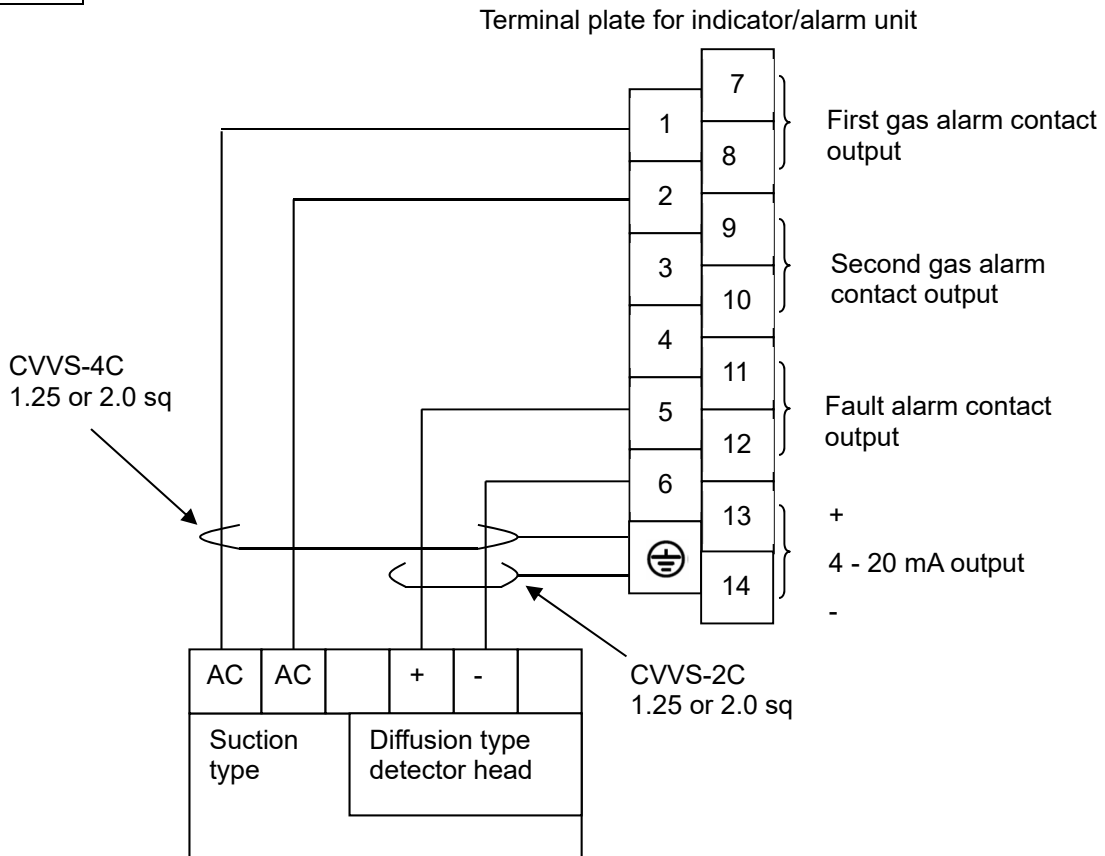 Terminal plate for indicator/alarm unit
7
1
First gas alarm contact
output
8
2
9
3
Second gas alarm
contact output
10
4
CVVS-4C
1.25 or 2.0 sq
11
5
Fault alarm contact
output
12
6
13
+
4 - 20 mA output
14
-
AC AC + -
CVVS-2C
1.25 or 2.0 sq
Suction
type
Diffusion type
detector head